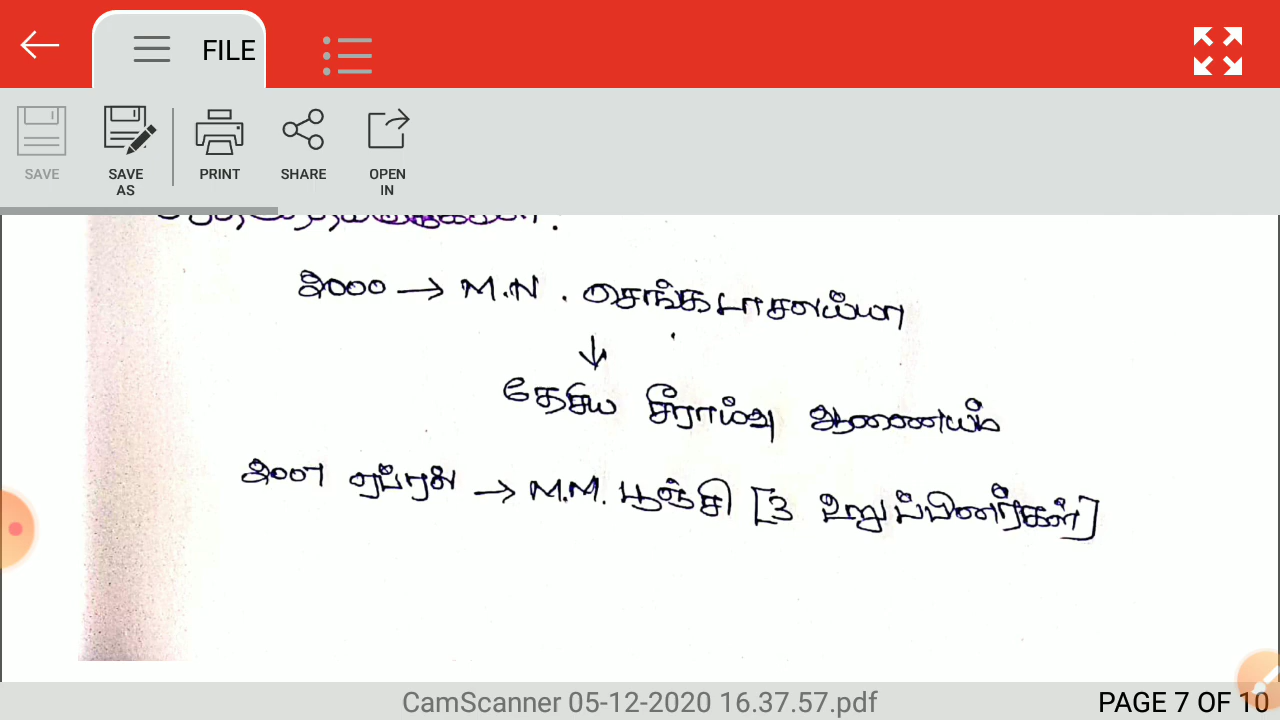 FILE
SAVE
SAVE AS
PRINT
SHARE
OPEN IN
2000 → M.N. செங்கடாசலய்யா
↓
தேசிய சீராய்வு ஆணையம்
2007 ஏப்ரல் → M.M. பூஞ்சி [3 உறுப்பினர்கள்]
CamScanner 05-12-2020 16.37.57.pdf
PAGE 7 OF 10